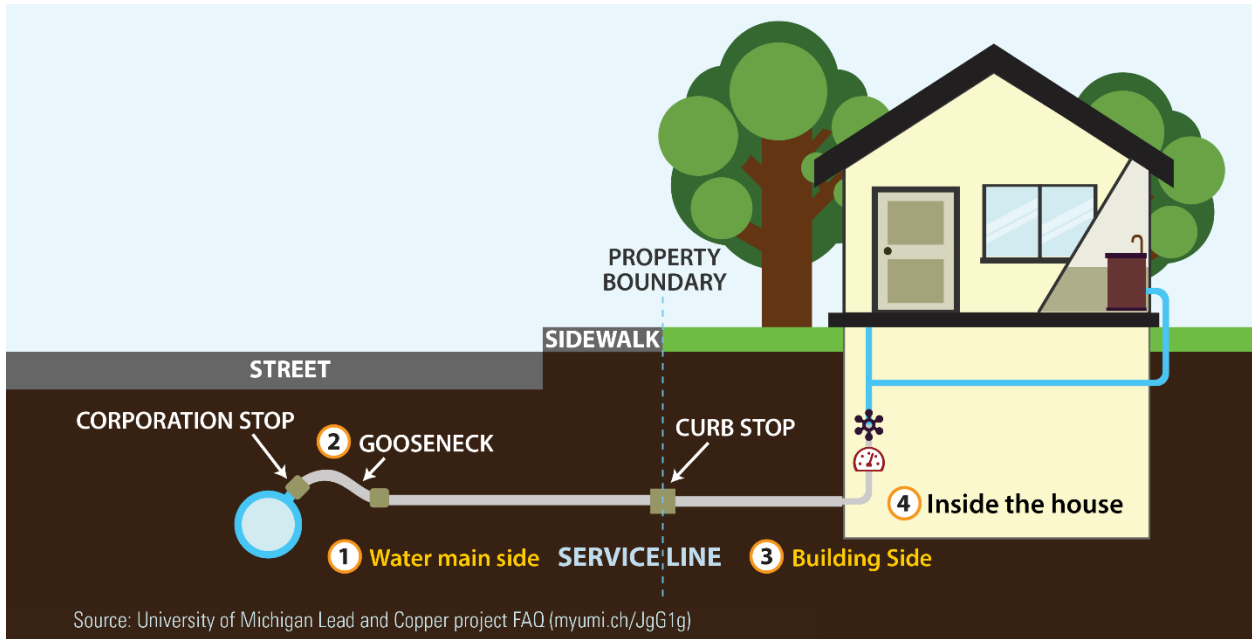 PROPERTY
BOUNDARY
SIDEWALK
STREET
CORPORATION STOP
2 GOOSENECK
CURB STOP
4 Inside the house
1 Water main side SERVICE LINE 3 Building Side
Source: University of Michigan Lead and Copper project FAQ (myumi.ch/JgG1g)